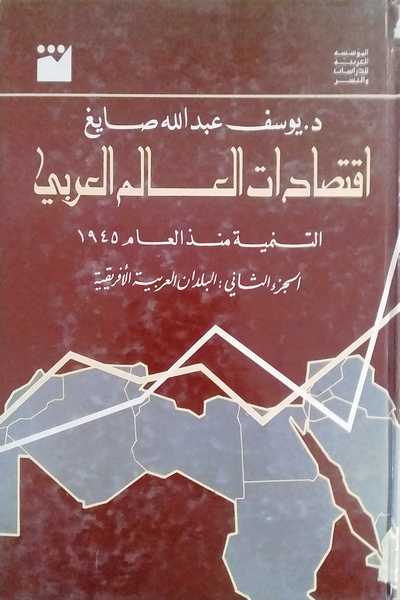 المؤسسة
العربية
للدراسات
والنشر
د. يوسف عبد الله صايغ
اقتصادات العالم العربي
التنمية منذ العام ١٩٤٥
الجزء الثاني: البلدان العربية الأفريقية